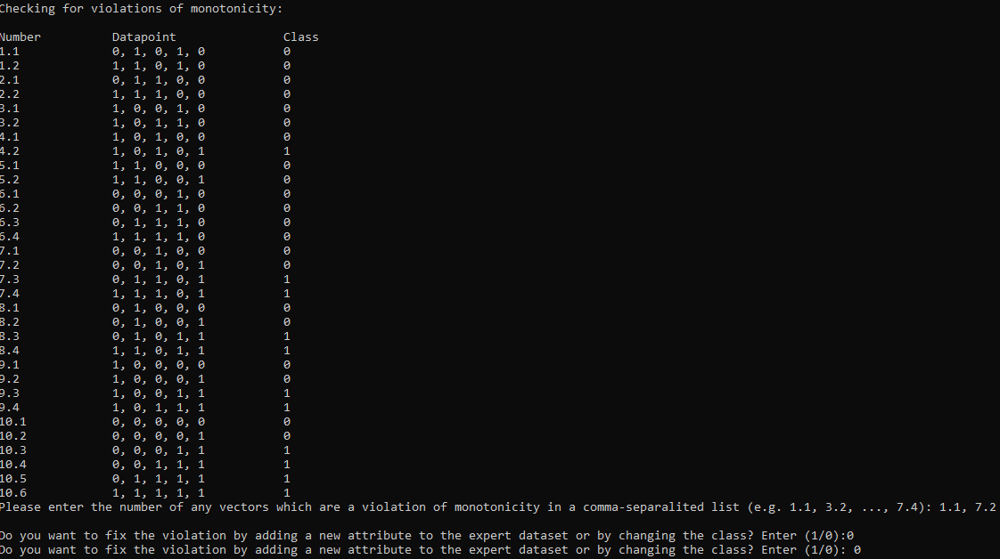 Checking for violations of monotonicity:
Number Datapoint Class
1.1 0, 1, 0, 1, 0 0
1.2 1, 1, 0, 1, 0 0
2.1 0, 1, 1, 0, 0 0
2.2 1, 1, 1, 0, 0 0
3.1 1, 0, 0, 1, 0 0
3.2 1, 0, 1, 1, 0 0
4.1 1, 0, 1, 0, 0 0
4.2 1, 0, 1, 0, 1 1
5.1 1, 1, 0, 0, 0 0
5.2 1, 1, 0, 0, 1 0
6.1 0, 0, 0, 1, 0 0
6.2 0, 0, 1, 1, 0 0
6.3 0, 1, 1, 1, 0 0
6.4 1, 1, 1, 1, 0 0
7.1 0, 0, 1, 0, 0 0
7.2 0, 0, 1, 0, 1 0
7.3 0, 1, 1, 0, 1 1
7.4 1, 1, 1, 0, 1 1
8.1 0, 1, 0, 0, 0 0
8.2 0, 1, 0, 0, 1 0
8.3 0, 1, 0, 1, 1 1
8.4 1, 1, 0, 1, 1 1
9.1 1, 0, 0, 0, 0 0
9.2 1, 0, 0, 0, 1 0
9.3 1, 0, 0, 1, 1 1
9.4 1, 0, 1, 1, 1 1
10.1 0, 0, 0, 0, 0 0
10.2 0, 0, 0, 0, 1 0
10.3 0, 0, 0, 1, 1 1
10.4 0, 0, 1, 1, 1 1
10.5 0, 1, 1, 1, 1 1
10.6 1, 1, 1, 1, 1 1
Please enter the number of any vectors which are a violation of monotonicity in a comma-separalited list (e.g. 1.1, 3.2, ..., 7.4): 1.1, 7.2
Do you want to fix the violation by adding a new attribute to the expert dataset or by changing the class? Enter (1/0):0
Do you want to fix the violation by adding a new attribute to the expert dataset or by changing the class? Enter (1/0): 0